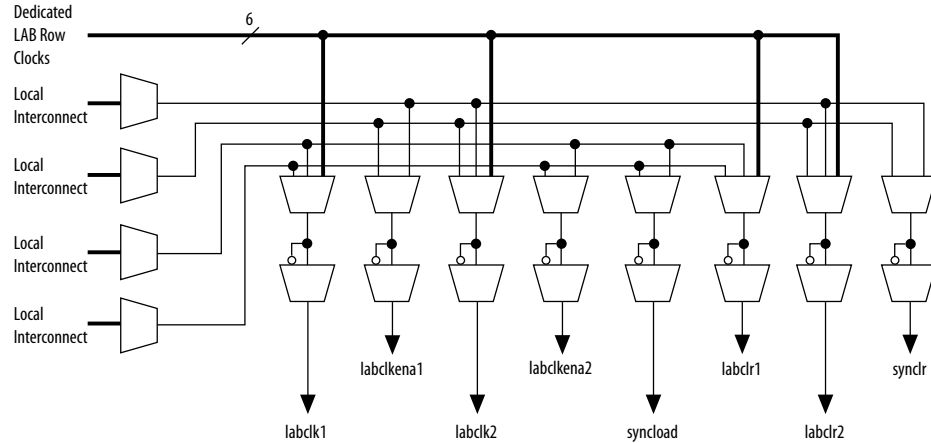 Dedicated
LAB Row
Clocks
6
Local
Interconnect
Local
Interconnect
Local
Interconnect
Local
Interconnect
labclkena1
labclkena2
labclr1
synclr
labclk1
labclk2
syncload
labclr2